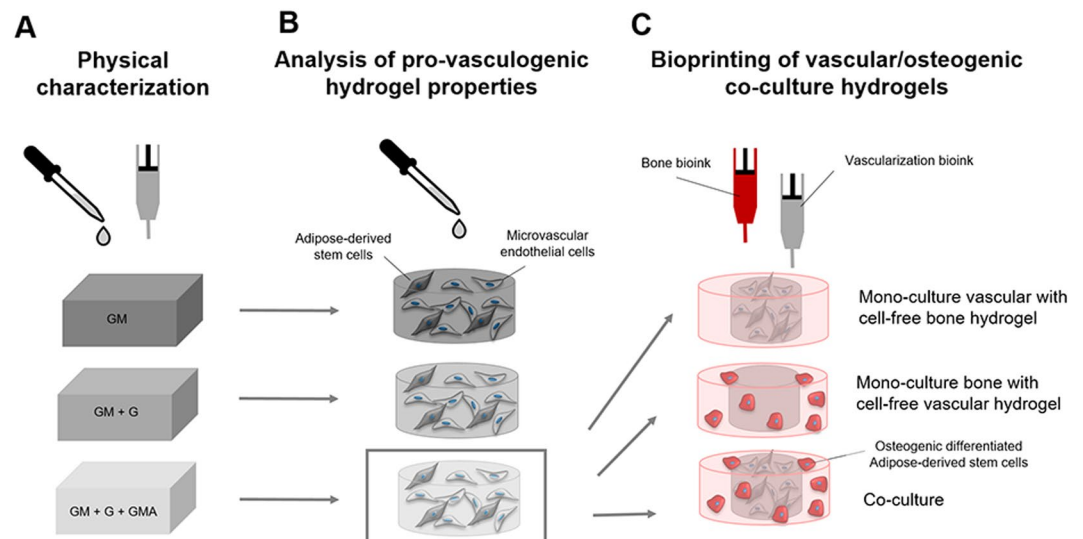 A
Physical
characterization
GM
GM + G
GM + G + GMA
B
Analysis of pro-vasculogenic
hydrogel properties
Adipose-derived
stem cells
Microvascular
endothelial cells
C
Bioprinting of vascular/osteogenic
co-culture hydrogels
Bone bioink
Vascularization bioink
Mono-culture vascular with
cell-free bone hydrogel
Mono-culture bone with
cell-free vascular hydrogel
Osteogenic differentiated
Adipose-derived stem cells
Co-culture